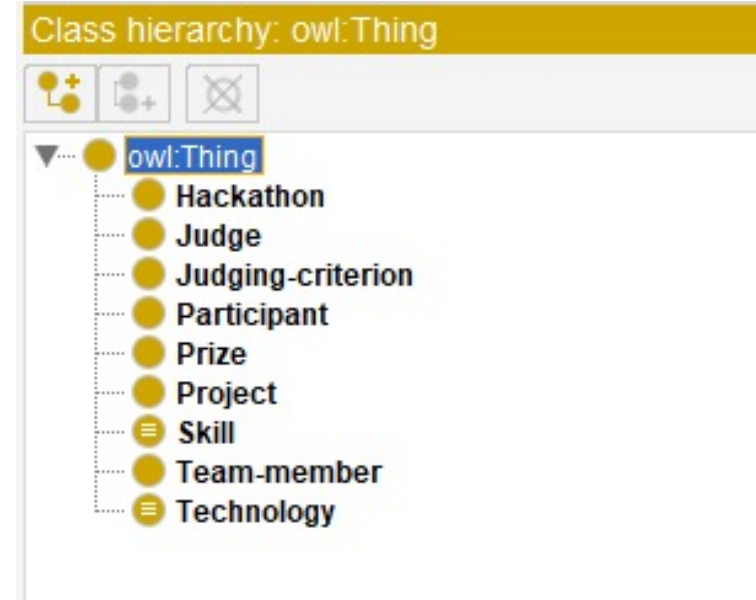 Class hierarchy: owl:Thing
owl:Thing
Hackathon
Judge
Judging-criterion
Participant
Prize
Project
Skill
Team-member
Technology